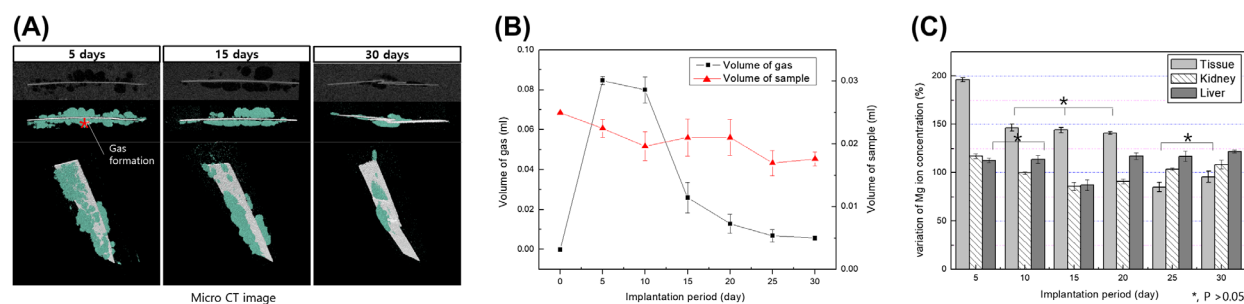 (A)
5 days
15 days
30 days
Gas
formation
Micro CT image
(B)
Volume of gas (ml)
0.10
0.08
0.06
0.04
0.02
0.00
Volume of gas
Volume of sample
0.03
0.02
0.01
0.00
Volume of sample (ml)
0 5 10 15 20 25 30
Implantation period (day)
(C)
variation of Mg ion concentration (%)
200
150
100
50
0
Tissue
Kidney
Liver
*
*
*
5 10 15 20 25 30
Implantation period (day)
*, P >0.05